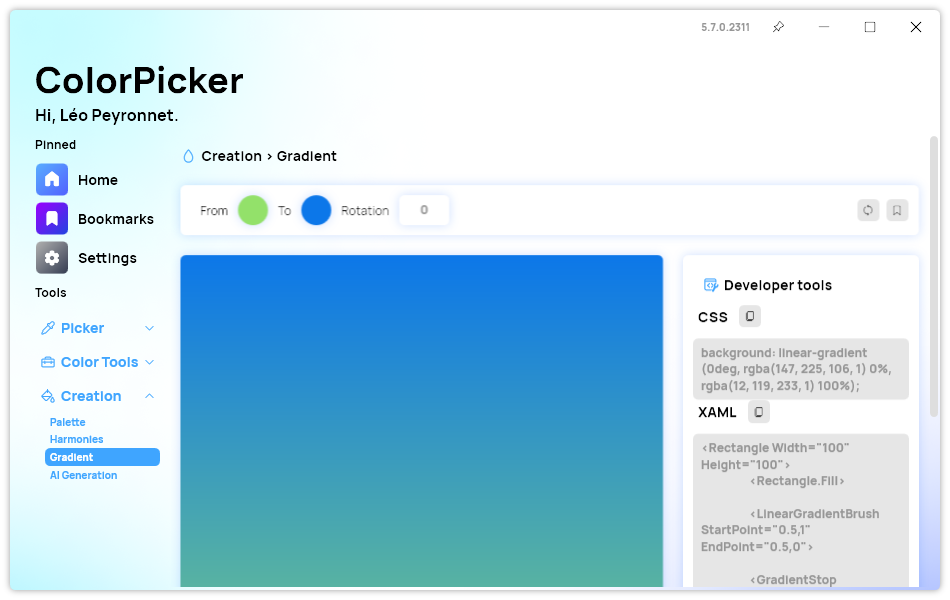 5.7.0.2311
ColorPicker
Hi, Léo Peyronnet.
Pinned
Home
Bookmarks
Settings
Tools
Picker
Color Tools
Creation
Palette
Harmonies
Gradient
AI Generation
Creation > Gradient
From To Rotation 0
Developer tools
CSS
background: linear-gradient
(0deg, rgba(147, 225, 106, 1) 0%,
rgba(12, 119, 233, 1) 100%);
XAML
<Rectangle Width="100"
Height="100">
<Rectangle.Fill>
<LinearGradientBrush
StartPoint="0.5,1"
EndPoint="0.5,0">
<GradientStop